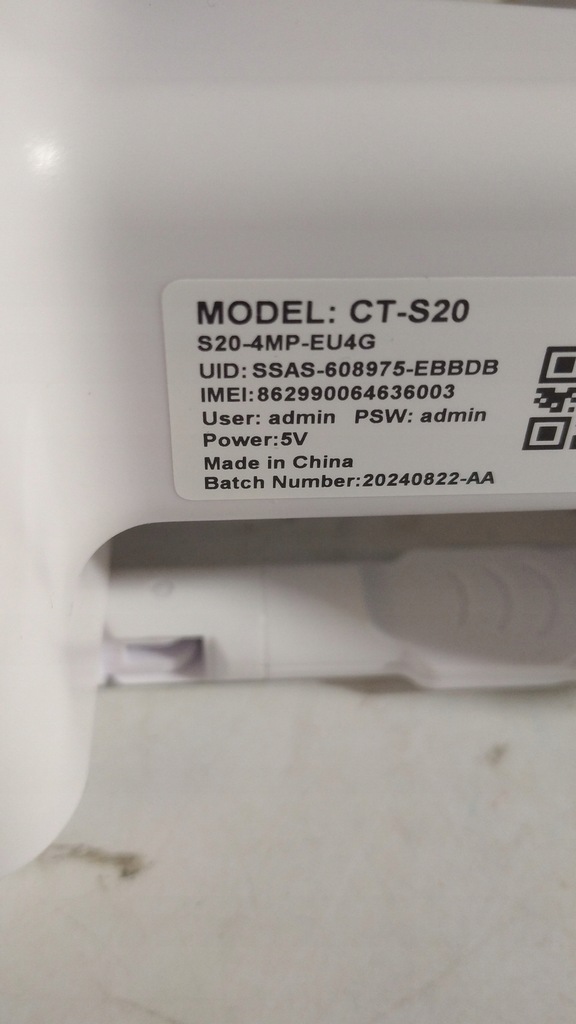 MODEL: CT-S20
S20-4MP-EU4G
UID: SSAS-608975-EBBDB
IMEI:862990064636003
User: admin PSW: admin
Power:5V
Made in China
Batch Number:20240822-AA